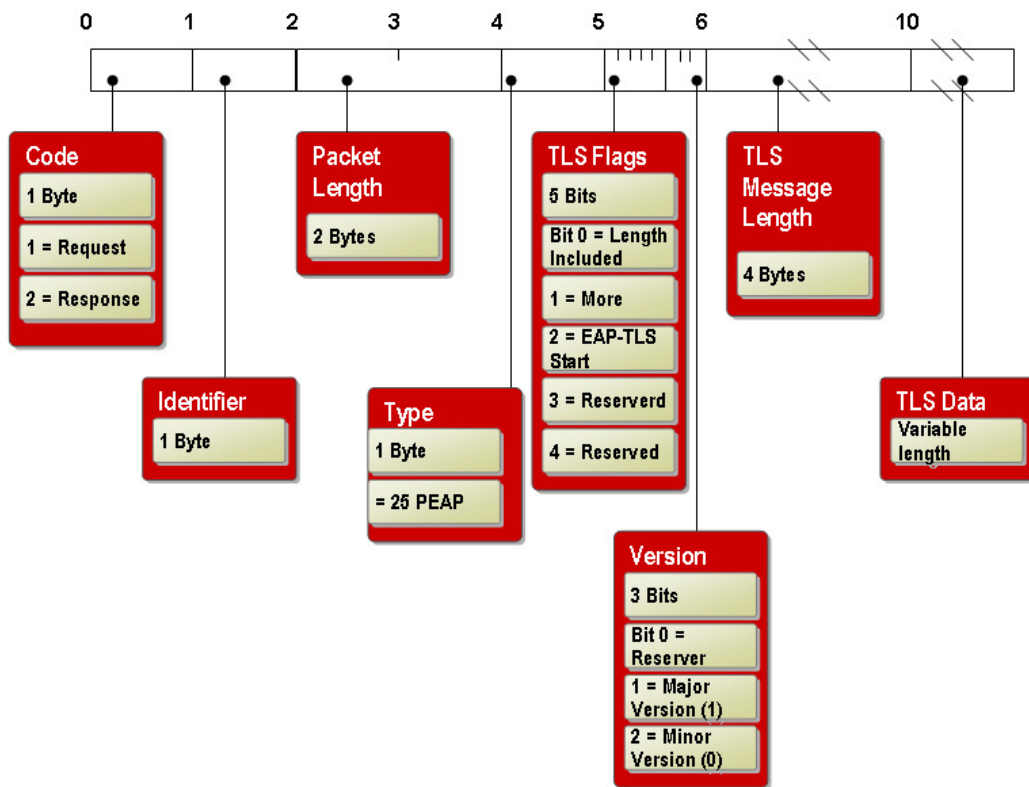 0 1 2 3 4 5 6 10
Code
1 Byte
1 = Request
2 = Response
Identifier
1 Byte
Packet
Length
2 Bytes
Type
1 Byte
= 25 PEAP
TLS Flags
5 Bits
Bit 0 = Length
Included
1 = More
2 = EAP-TLS
Start
3 = Reserverd
4 = Reserved
Version
3 Bits
Bit 0 =
Reserver
1 = Major
Version (1)
2 = Minor
Version (0)
TLS
Message
Length
4 Bytes
TLS Data
Variable
length